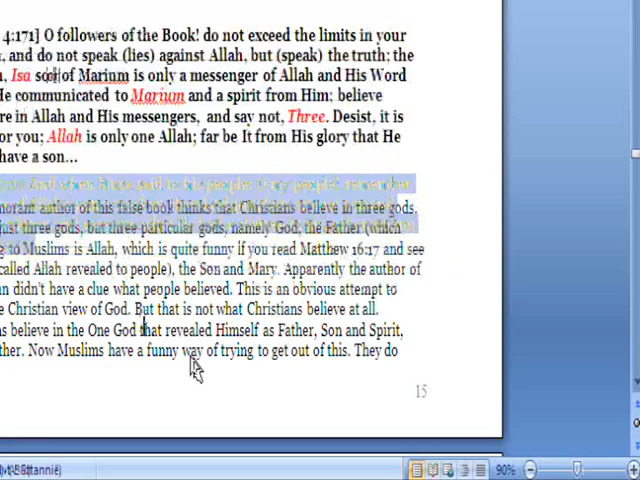 4:171] O followers of the Book! do not exceed the limits in your
, and do not speak (lies) against Allah, but (speak) the truth; the
, Isa son of Marium is only a messenger of Allah and His Word
He communicated to Marium and a spirit from Him; believe
re in Allah and His messengers, and say not, Three. Desist, it is
or you; Allah is only one Allah; far be It from His glory that He
have a son...
norant author of this false book thinks that Christians believe in three gods,
just three gods, but three particular gods, namely God, the Father (which
g to Muslims is Allah, which is quite funny if you read Matthew 16:17 and see
called Allah revealed to people), the Son and Mary. Apparently the author of
n didn't have a clue what people believed. This is an obvious attempt to
e Christian view of God. But that is not what Christians believe at all.
s believe in the One God that revealed Himself as Father, Son and Spirit,
ther. Now Muslims have a funny way of trying to get out of this. They do
15
90%